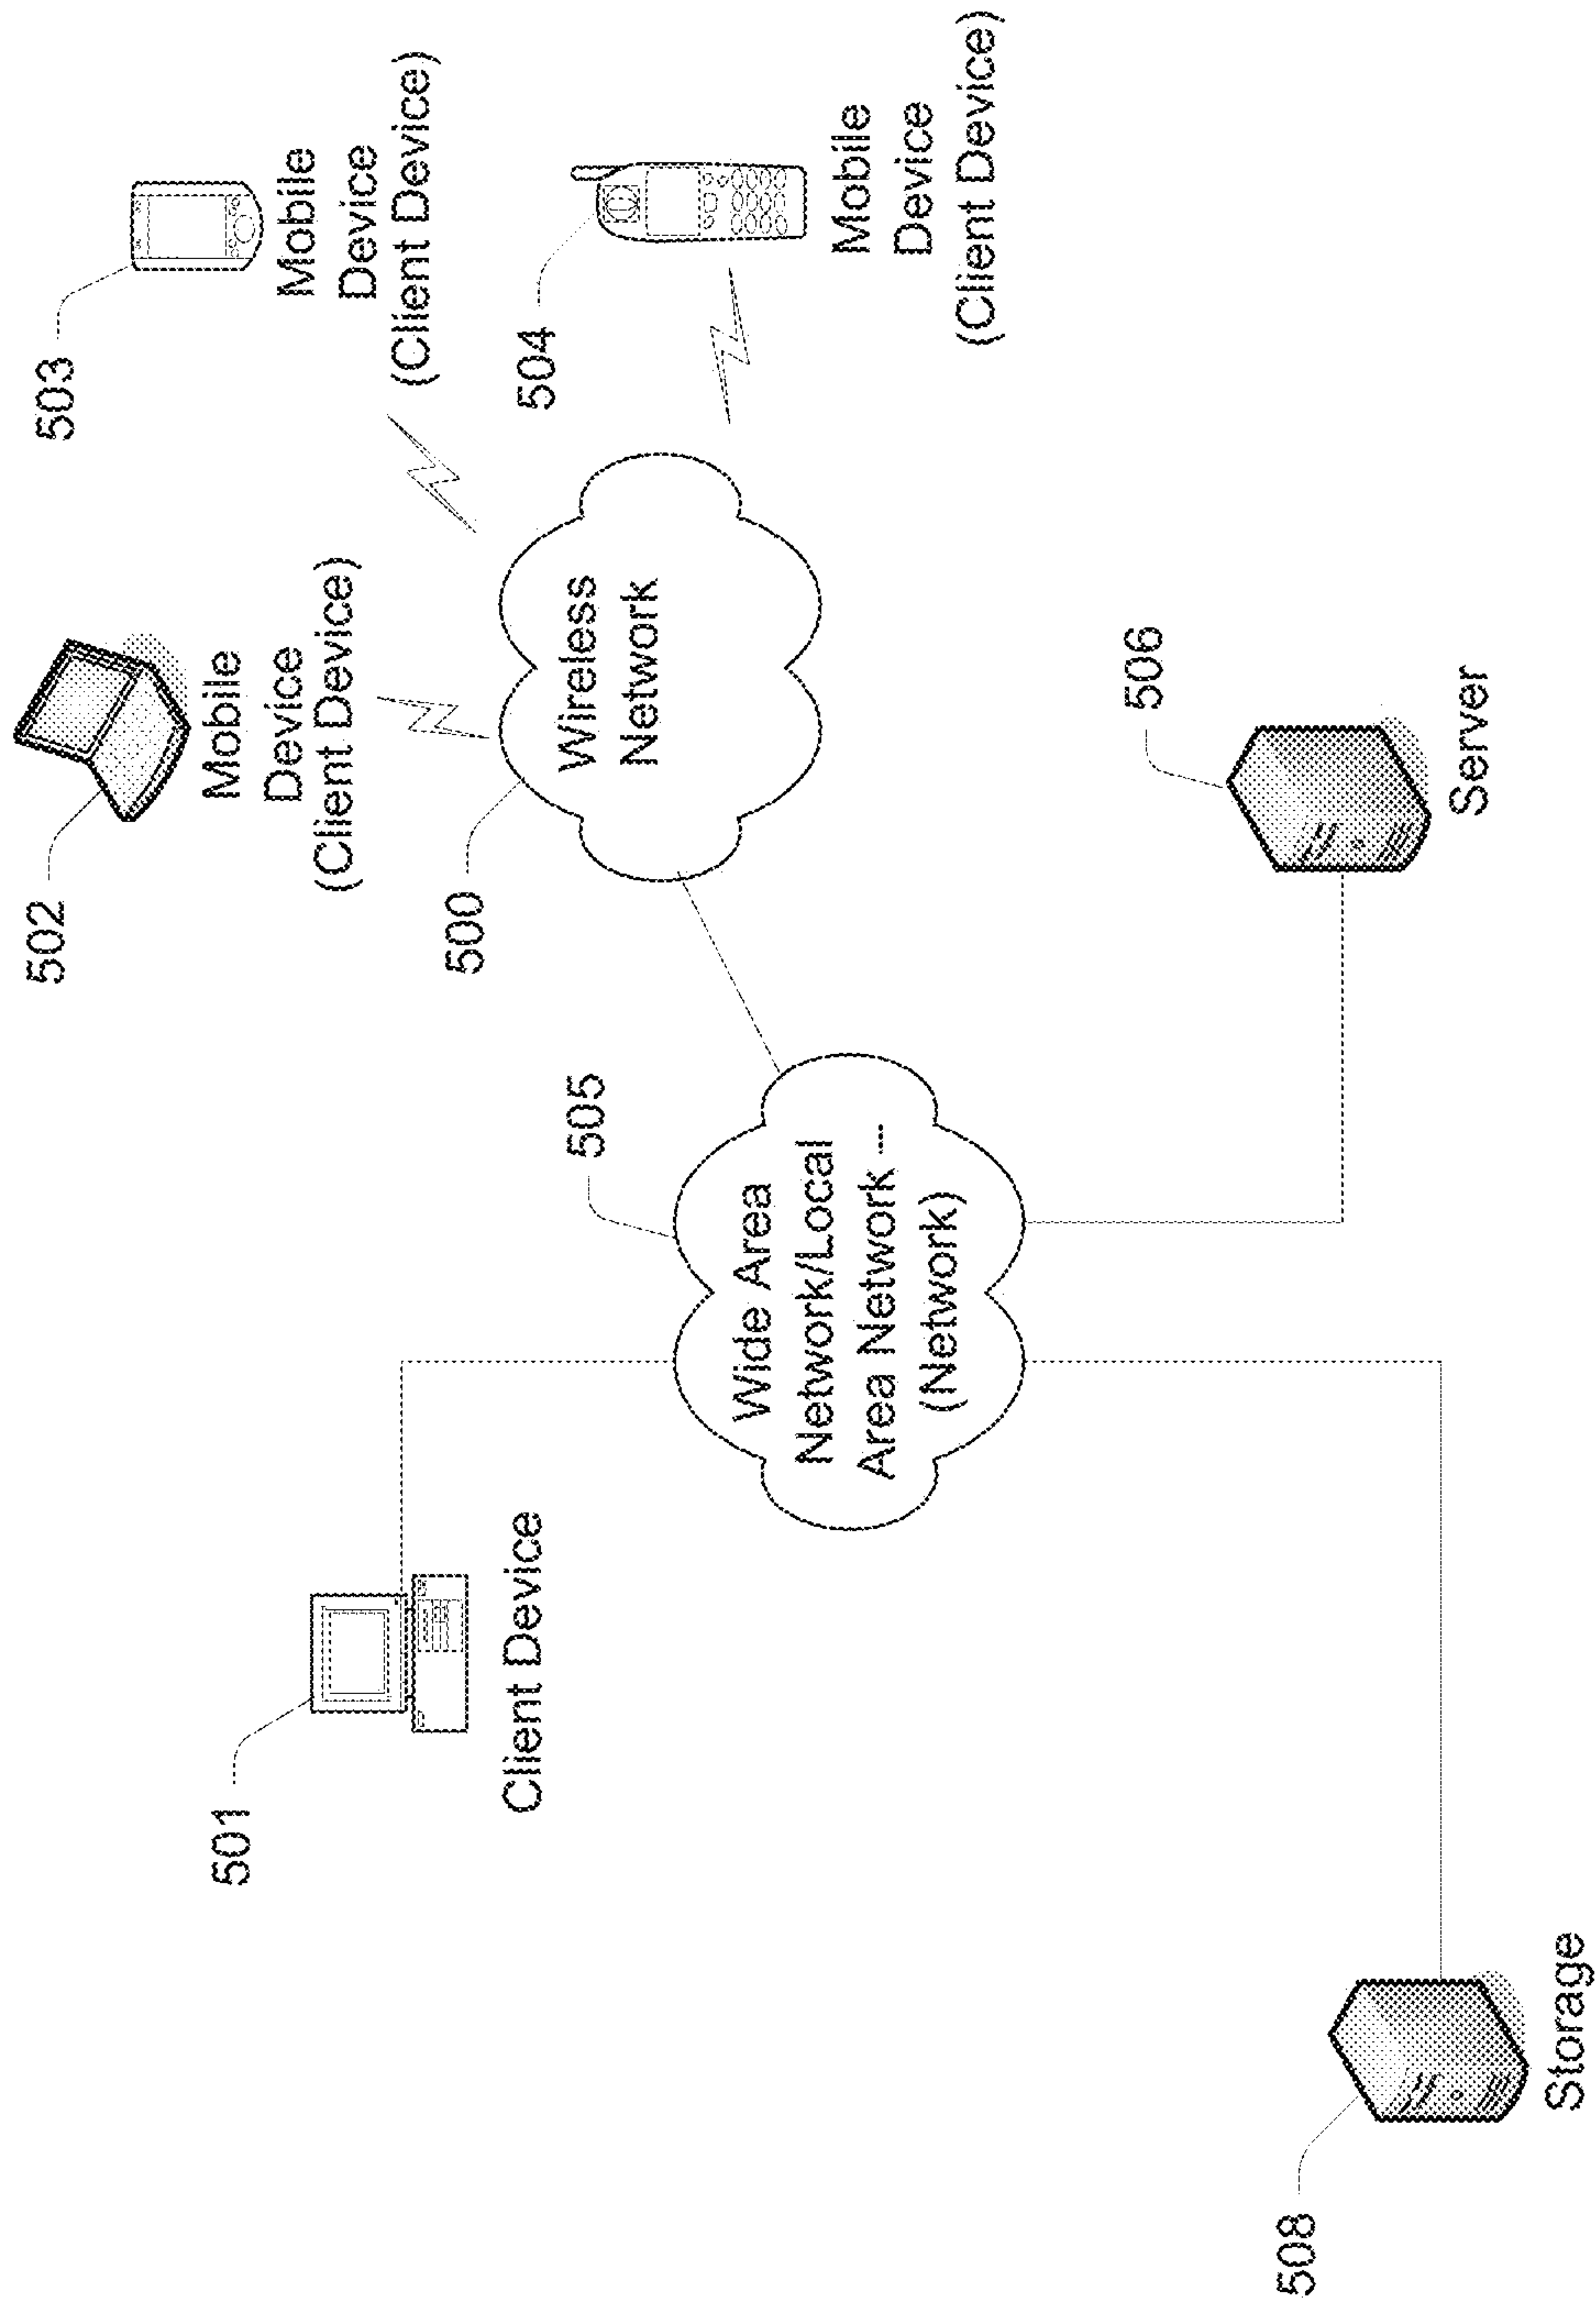 502
Mobile
Device
(Client Device)
503
Mobile
Device
(Client Device)
501
Client Device
500
Wireless
Network
504
Mobile
Device
(Client Device)
505
Wide Area
Network/Local
Area Network ---
(Network)
506
Server
508
Storage